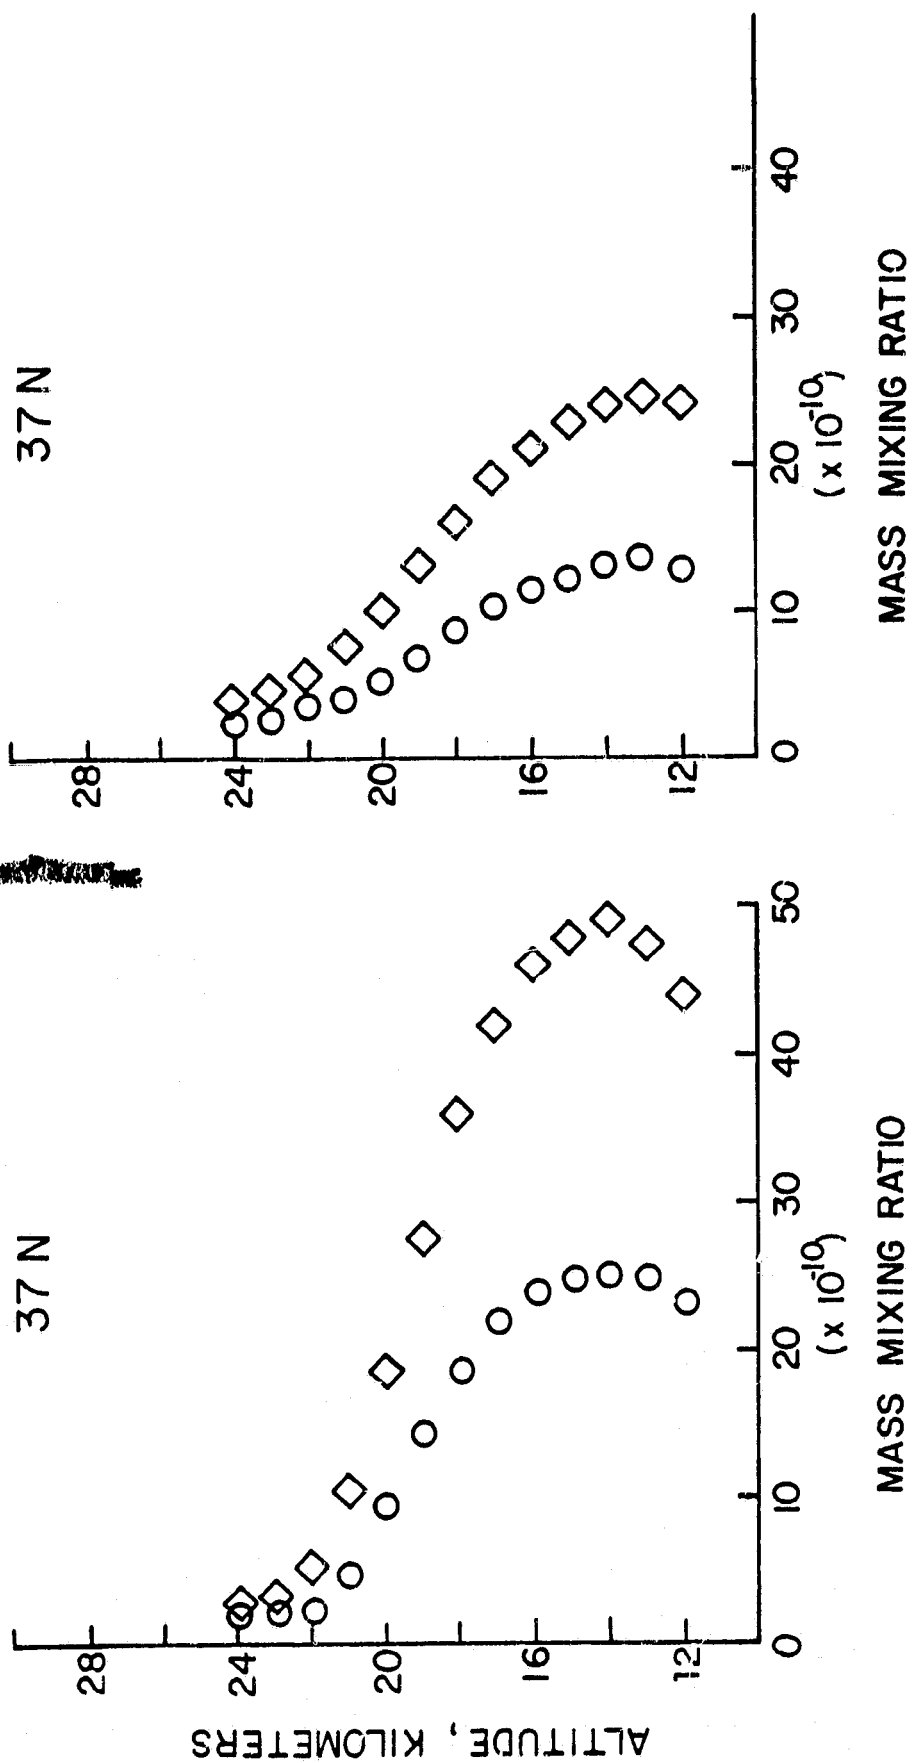 37 N
ALTITUDE, KILOMETERS
28
24
20
16
12
0 10 20 30 40 50
(x 10⁻¹⁰)
MASS MIXING RATIO
37 N
28
24
20
16
12
0 10 20 30 40
(x 10⁻¹⁰)
MASS MIXING RATIO